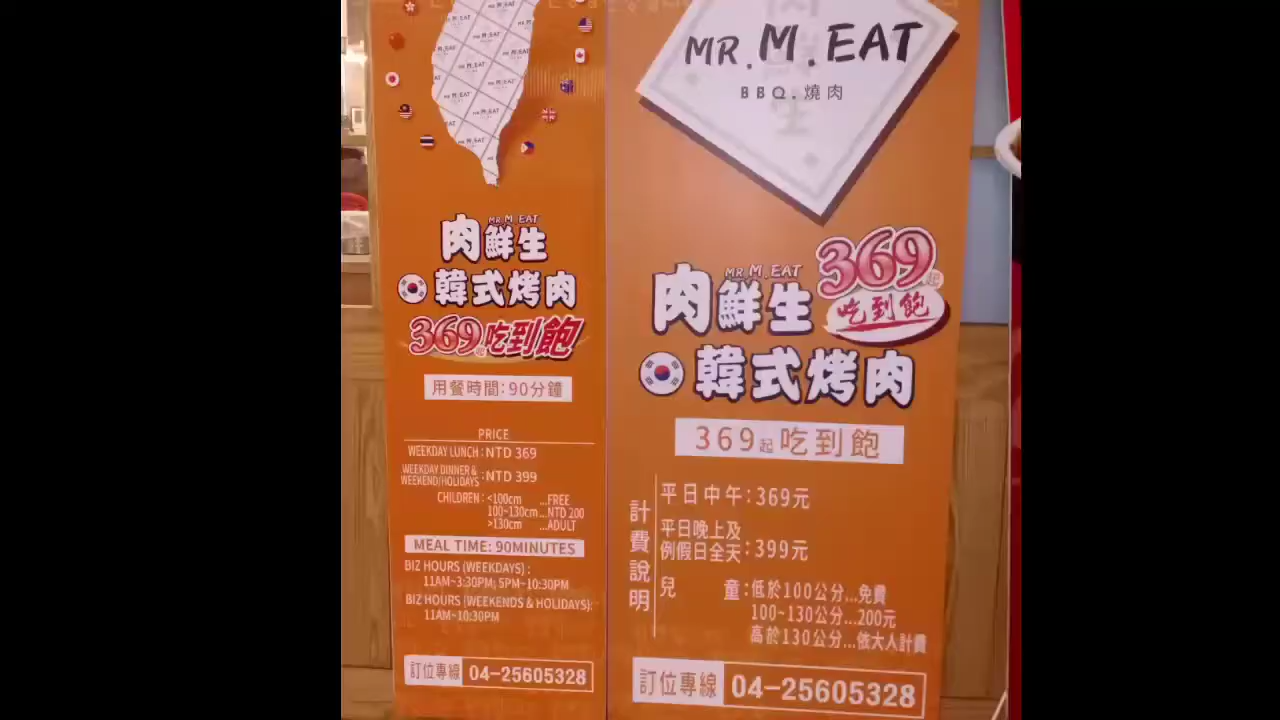 MR. M. EAT
肉鮮生
韓式烤肉
369起吃到飽
用餐時間:90分鐘
PRICE
WEEKDAY LUNCH:NTD 369
WEEKDAY DINNER &
WEEKEND/HOLIDAYS:NTD 399
CHILDREN: <100cm ...FREE
100~130cm...NTD 200
>130cm ...ADULT
MEAL TIME: 90MINUTES
BIZ HOURS (WEEKDAYS) :
11AM~3:30PM; 5PM~10:30PM
BIZ HOURS (WEEKENDS & HOLIDAYS):
11AM~10:30PM
訂位專線 04-25605328
MR. M. EAT
BBQ.燒肉
369起
吃到飽
MR. M. EAT
肉鮮生
韓式烤肉
369起吃到飽
計費說明
平日中午:369元
平日晚上及
例假日全天:399元
兒童:低於100公分...免費
100~130公分...200元
高於130公分...依大人計費
訂位專線 04-25605328